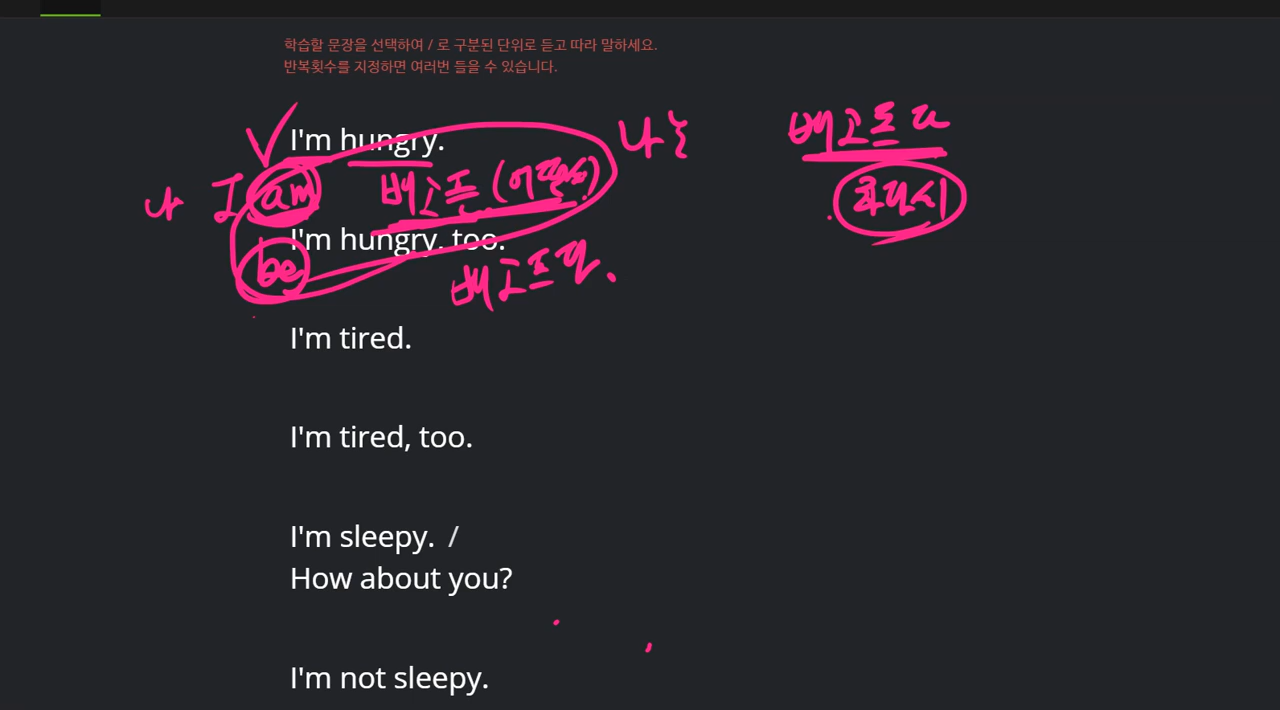 학습할 문장을 선택하여 / 로 구분된 단위로 듣고 따라 말하세요.
반복횟수를 지정하면 여러번 들을 수 있습니다.
I'm hungry.
나는
배고프다
나 I am 배고픈
I'm hungry, too.
be
배고프다.
I'm tired.
I'm tired, too.
I'm sleepy. /
How about you?
I'm not sleepy.